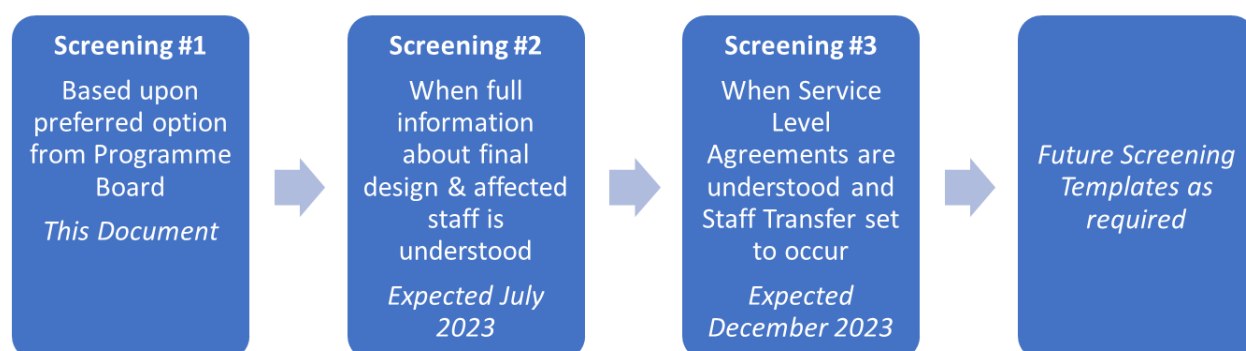 Screening #1
Based upon
preferred option
from Programme
Board
This Document
Screening #2
When full
information
about final
design & affected
staff is
understood
Expected July
2023
Screening #3
When Service
Level
Agreements are
understood and
Staff Transfer set
to occur
Expected
December 2023
Future Screening
Templates as
required